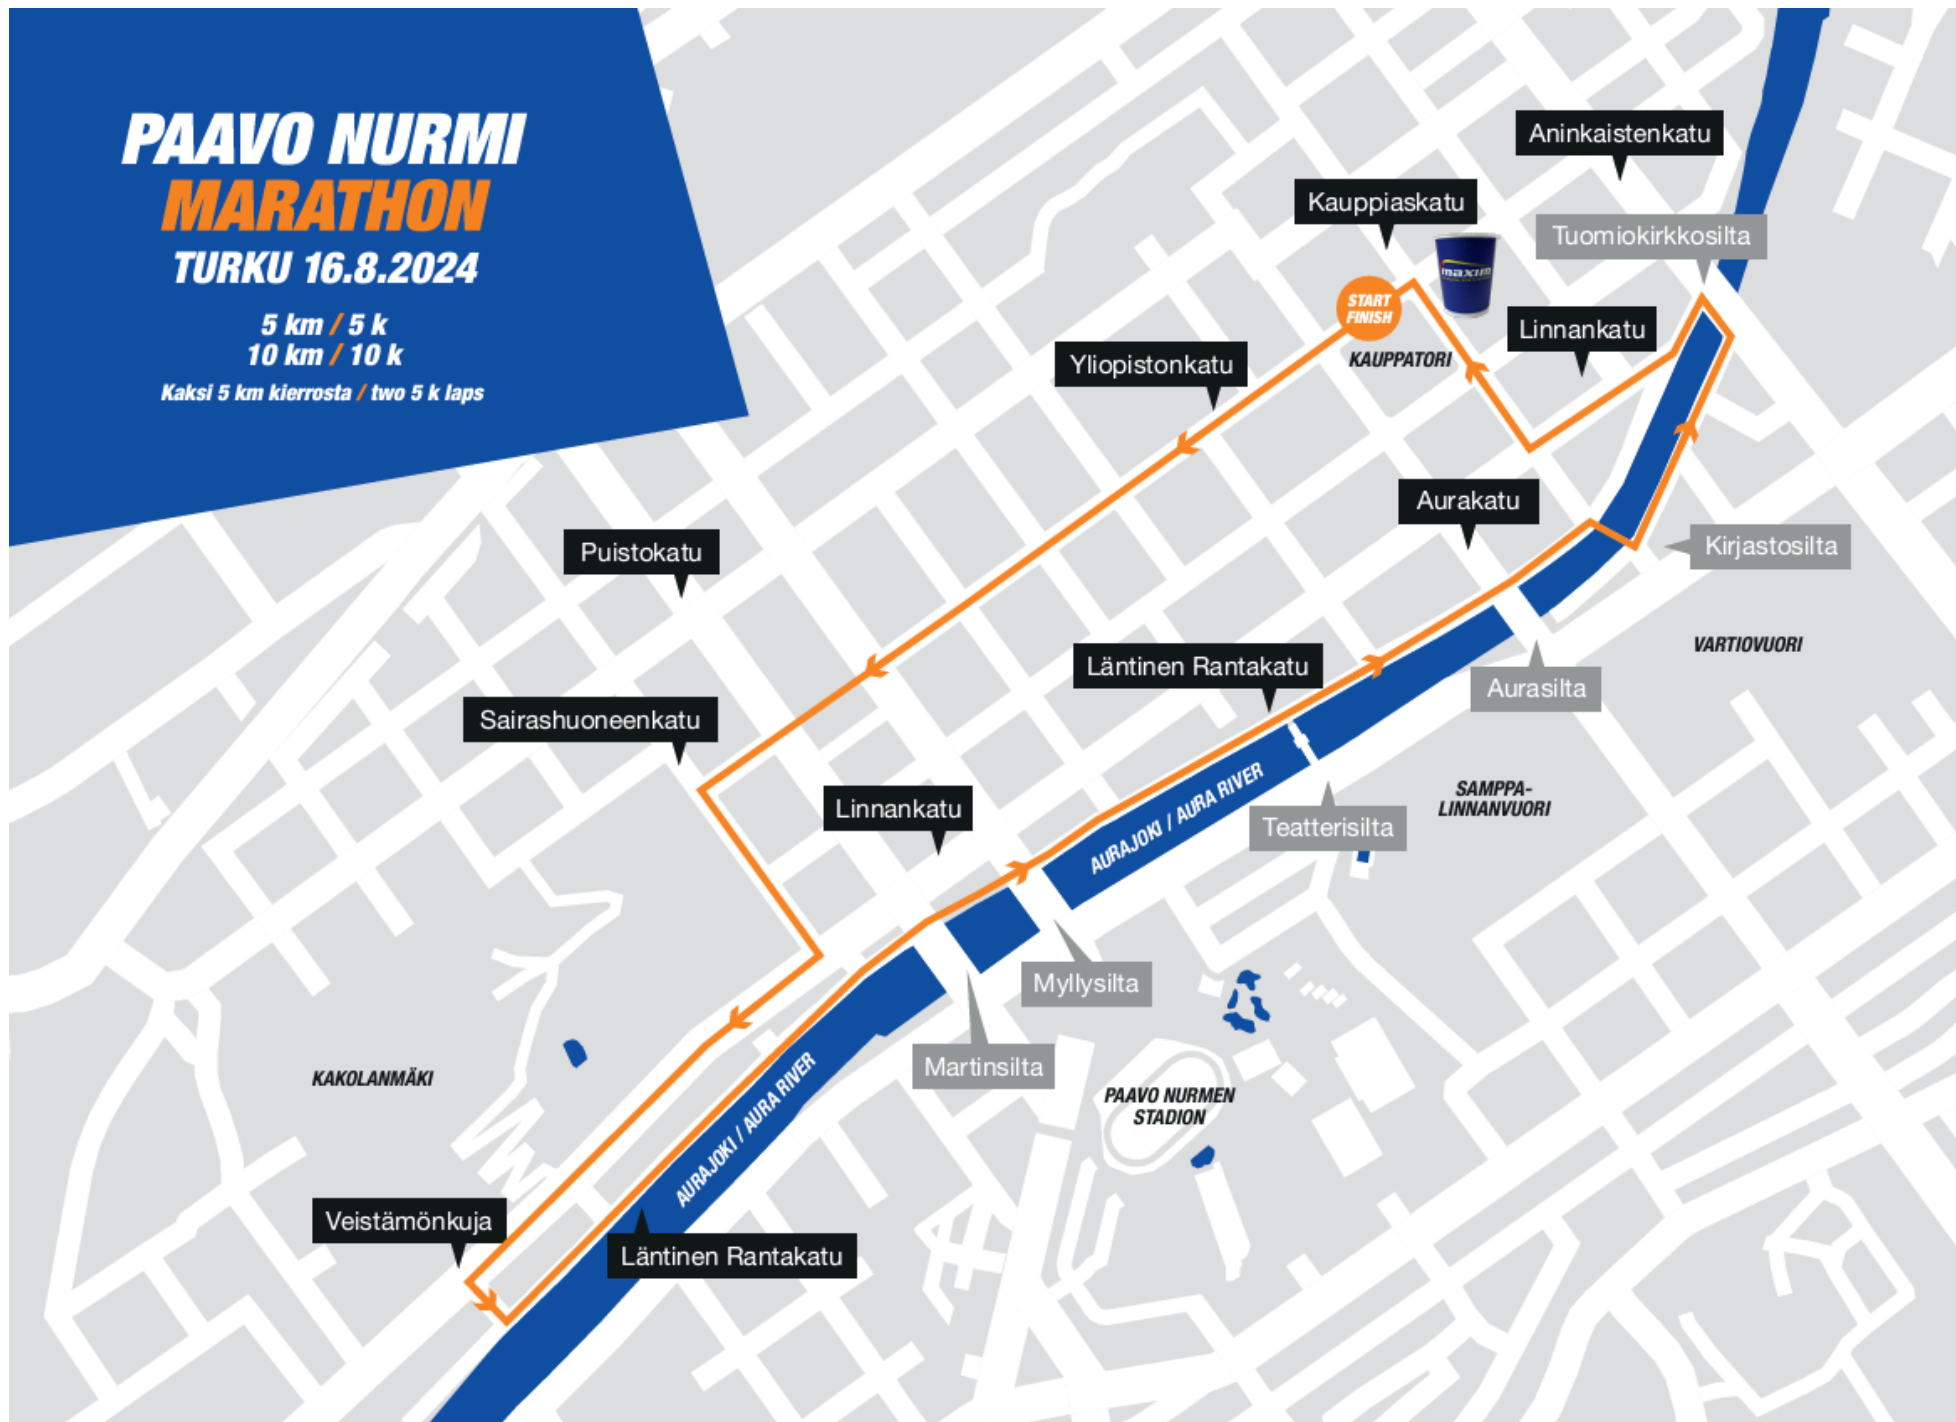 PAAVO NURMI
MARATHON
TURKU 16.8.2024
5 km / 5 k
10 km / 10 k
Kaksi 5 km kierrosta / two 5 k laps
Aninkaistenkatu
Kauppiaskatu
Tuomiokirkkosilta
maxim
START
FINISH
Linnankatu
KAUPPATORI
Yliopistonkatu
Aurakatu
Puistokatu
Kirjastosilta
VARTIOVUORI
Läntinen Rantakatu
Aurasilta
Sairashuoneenkatu
SAMPPA-
LINNANVUORI
Linnankatu
AURAJOKI / AURA RIVER
Teatterisilta
Myllysilta
Martinsilta
KAKOLANMÄKI
PAAVO NURMEN
STADION
AURAJOKI / AURA RIVER
Veistämönkuja
Läntinen Rantakatu